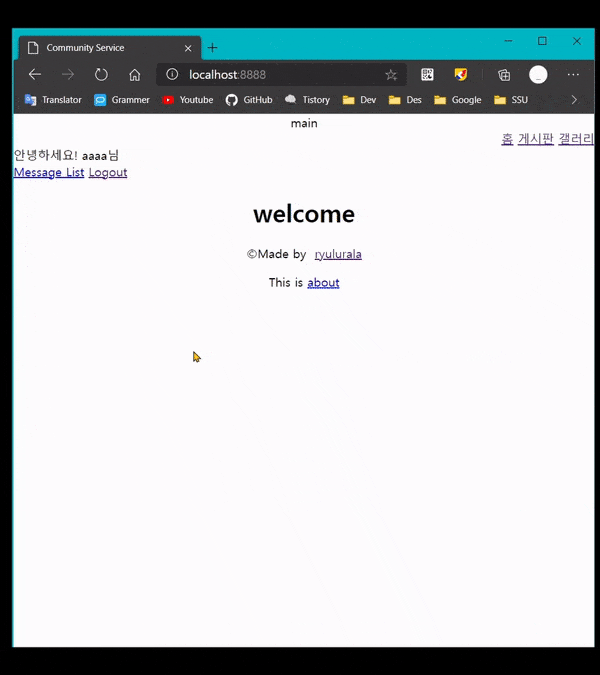 Community Service
localhost:8888
Translator Grammer Youtube GitHub Tistory Dev Des Google SSU
main
홈 게시판 갤러리
안녕하세요! aaaa님
Message List Logout
welcome
©Made by ryulurala
This is about